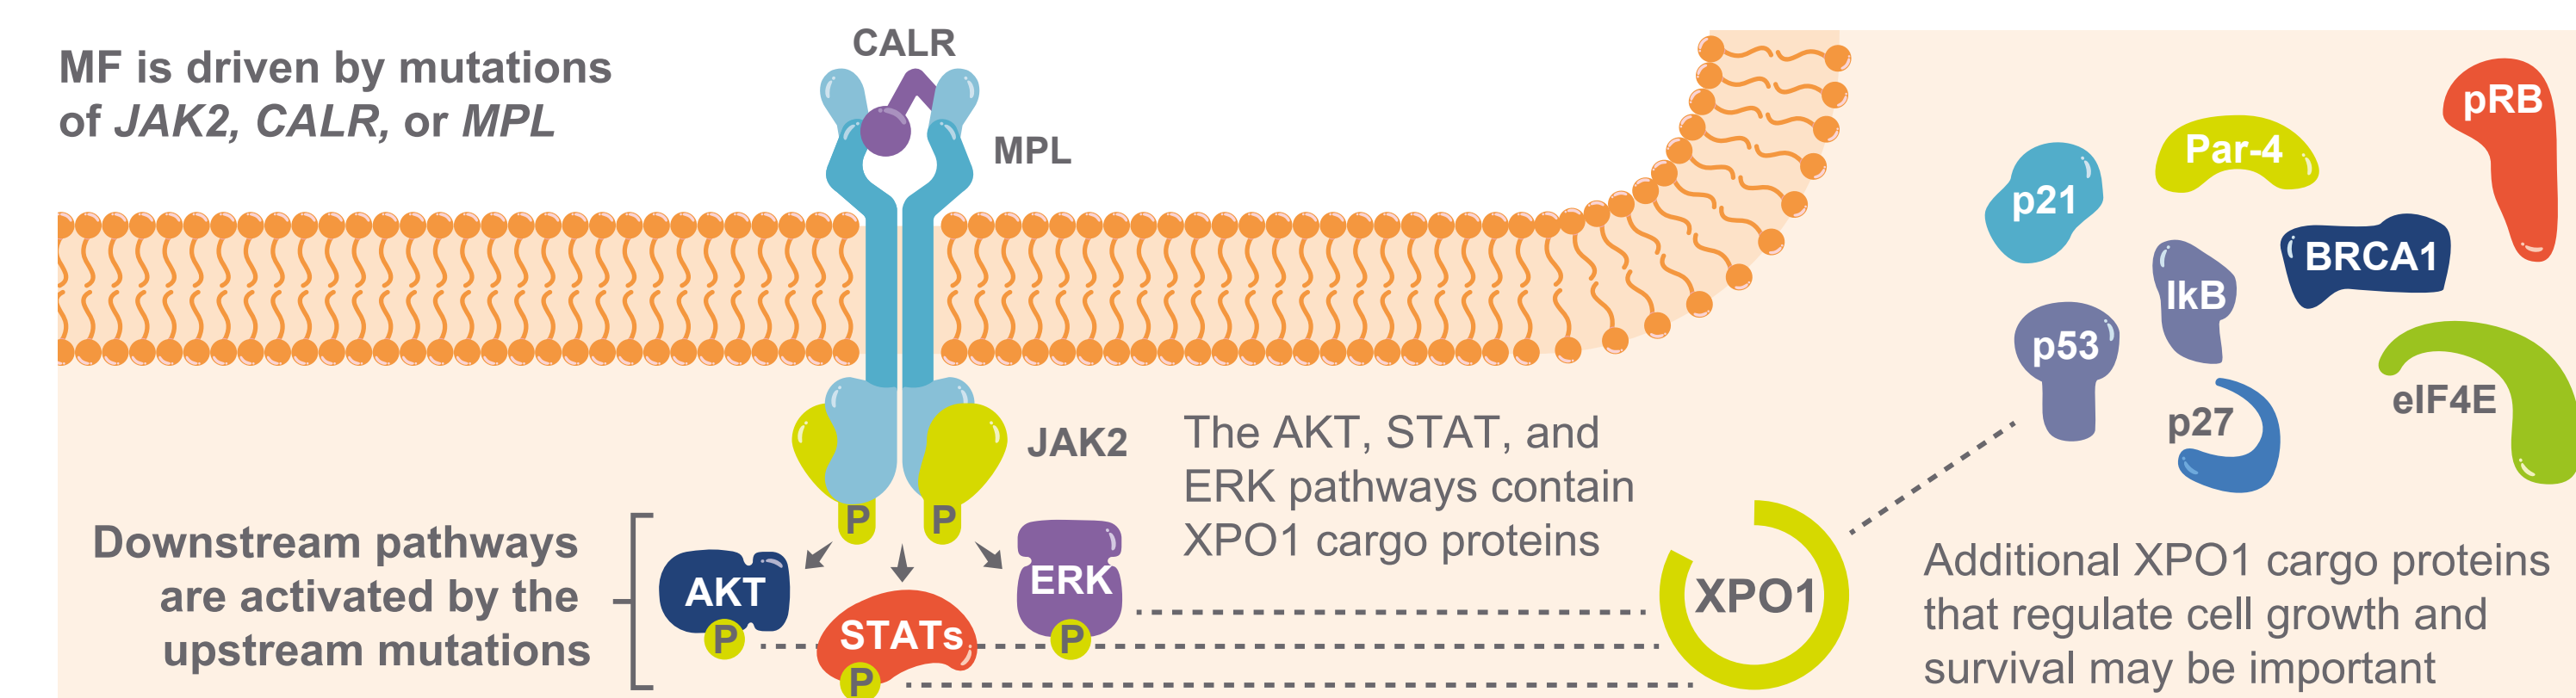 MF is driven by mutations
of JAK2, CALR, or MPL
CALR
MPL
JAK2
P
P
The AKT, STAT, and
ERK pathways contain
XPO1 cargo proteins
Downstream pathways
are activated by the
upstream mutations
AKT
P
STATs
P
ERK
P
XPO1
pRB
Par-4
p21
BRCA1
IkB
p53
eIF4E
p27
Additional XPO1 cargo proteins
that regulate cell growth and
survival may be important